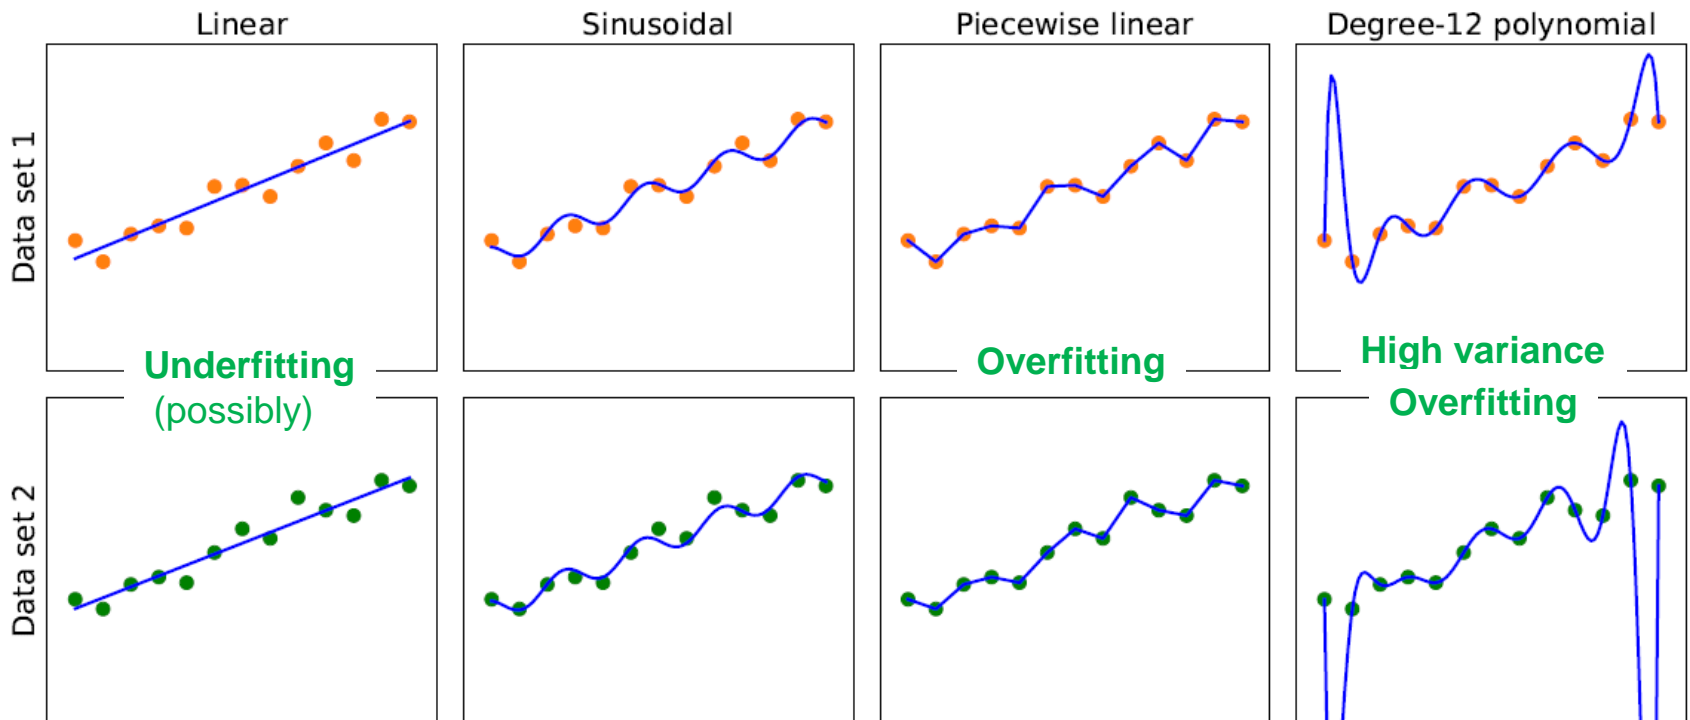 Linear
Sinusoidal
Piecewise linear
Degree-12 polynomial
Data set 1
Underfitting
(possibly)
Overfitting
High variance
Overfitting
Data set 2